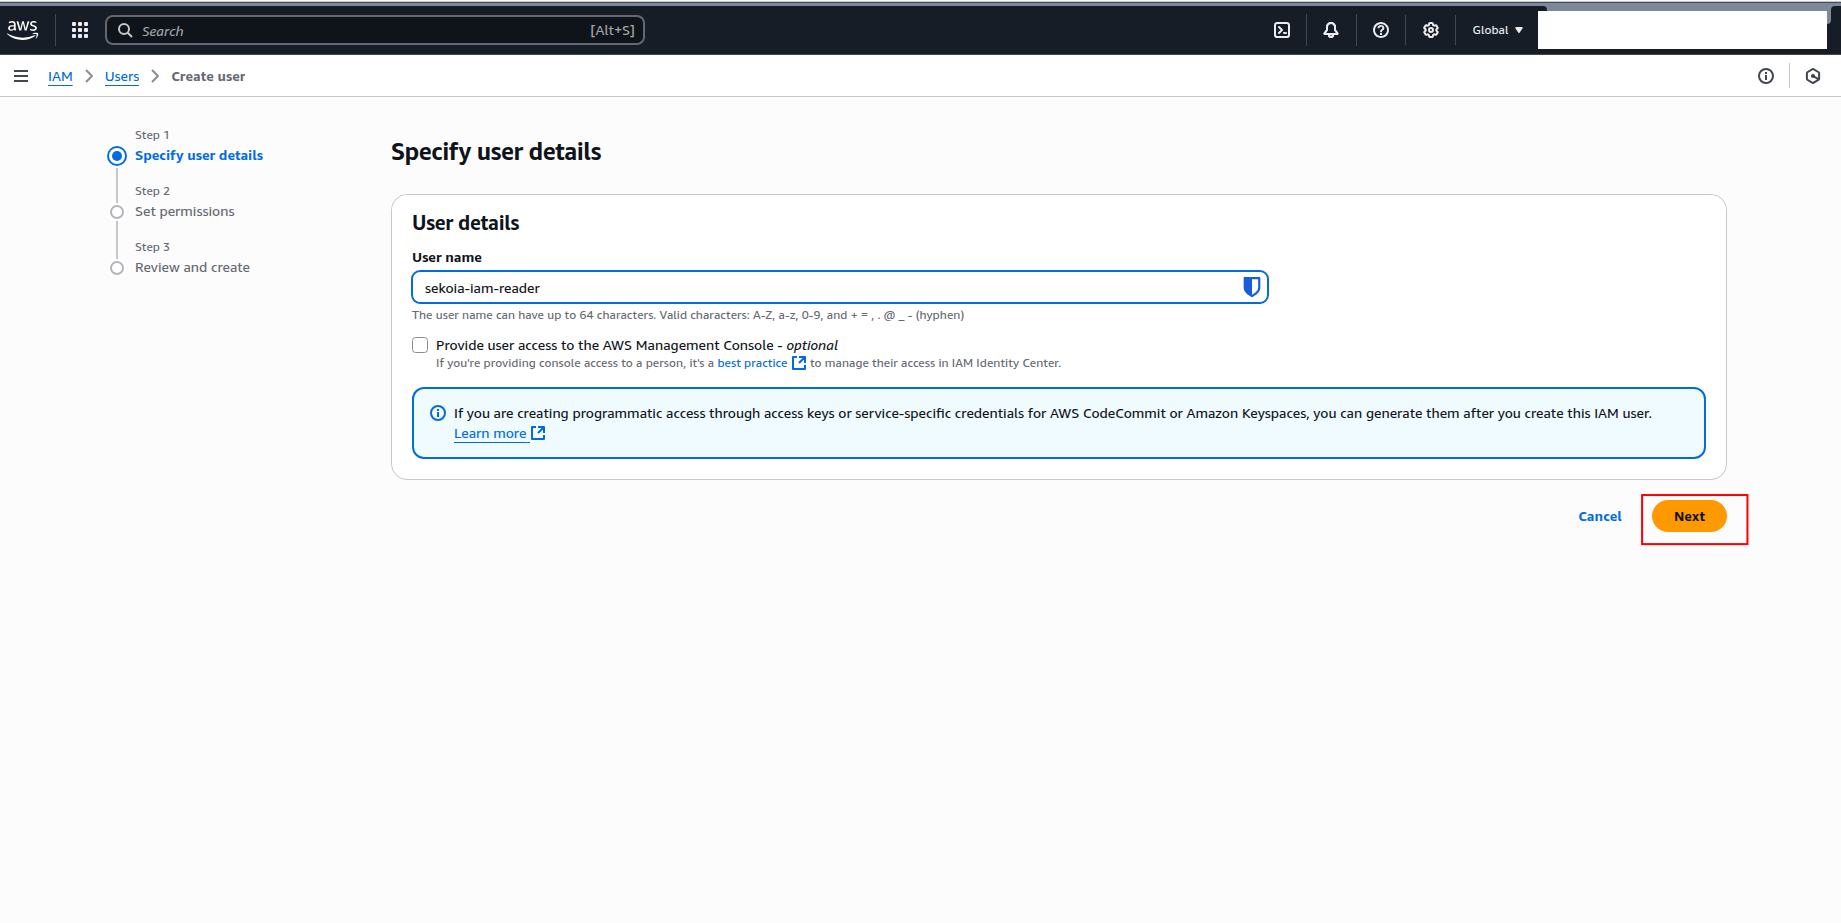 aws
Search [Alt+S]
Global
IAM > Users > Create user
Step 1
Specify user details
Step 2
Set permissions
Step 3
Review and create
Specify user details
User details
User name
sekoia-iam-reader
The user name can have up to 64 characters. Valid characters: A-Z, a-z, 0-9, and + = , . @ _ - (hyphen)
Provide user access to the AWS Management Console - optional
If you're providing console access to a person, it's a best practice to manage their access in IAM Identity Center.
If you are creating programmatic access through access keys or service-specific credentials for AWS CodeCommit or Amazon Keyspaces, you can generate them after you create this IAM user.
Learn more
Cancel
Next